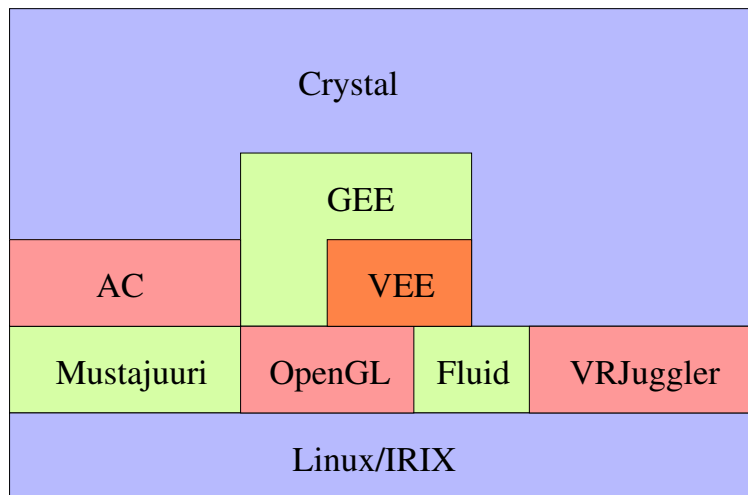 Crystal
GEE
AC
VEE
Mustajuuri
OpenGL
Fluid
VRJuggler
Linux/IRIX